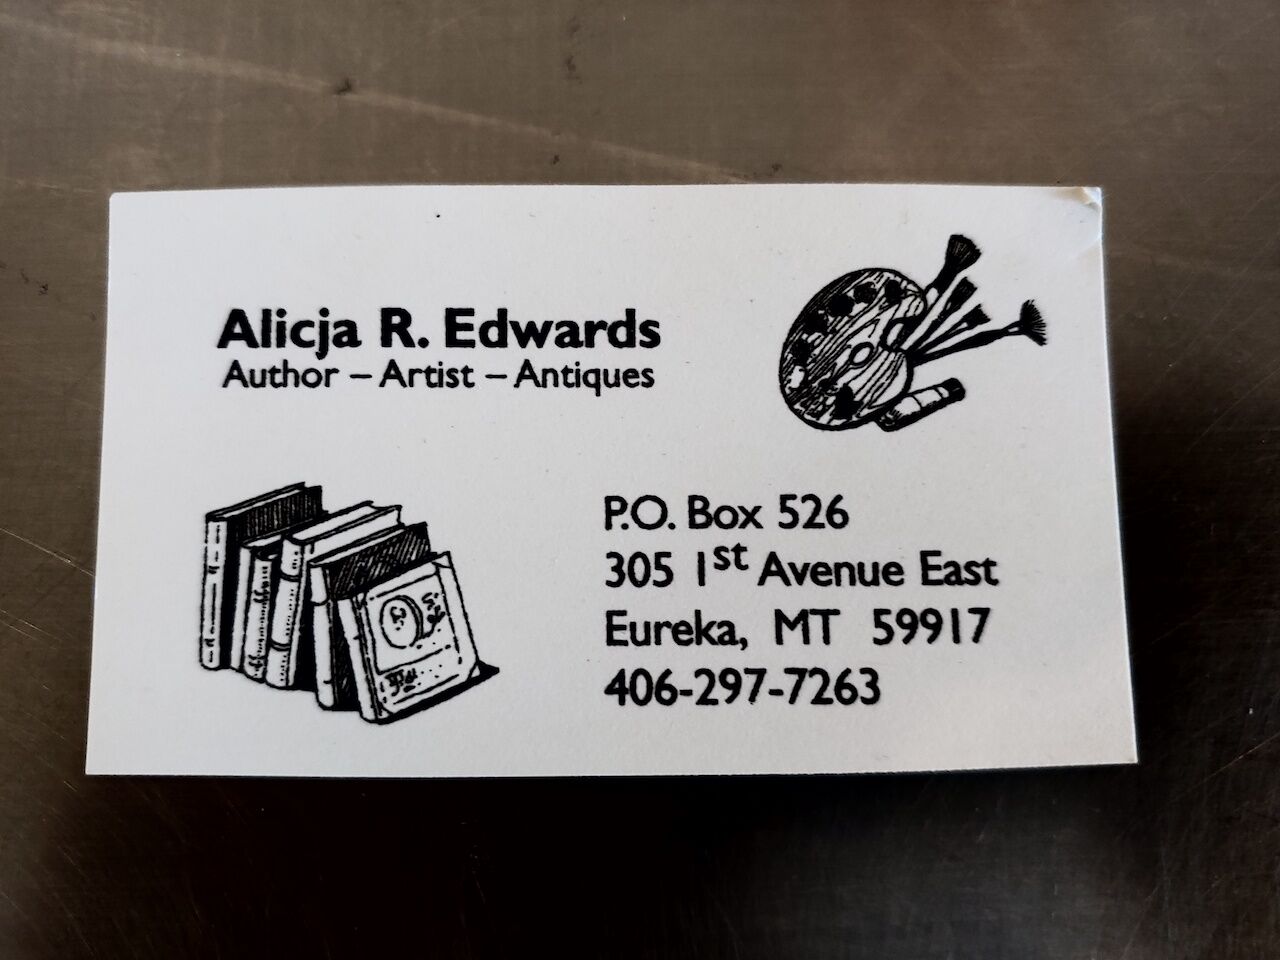 Alicja R. Edwards
Author – Artist – Antiques
P.O. Box 526
305 1st Avenue East
Eureka, MT 59917
406-297-7263